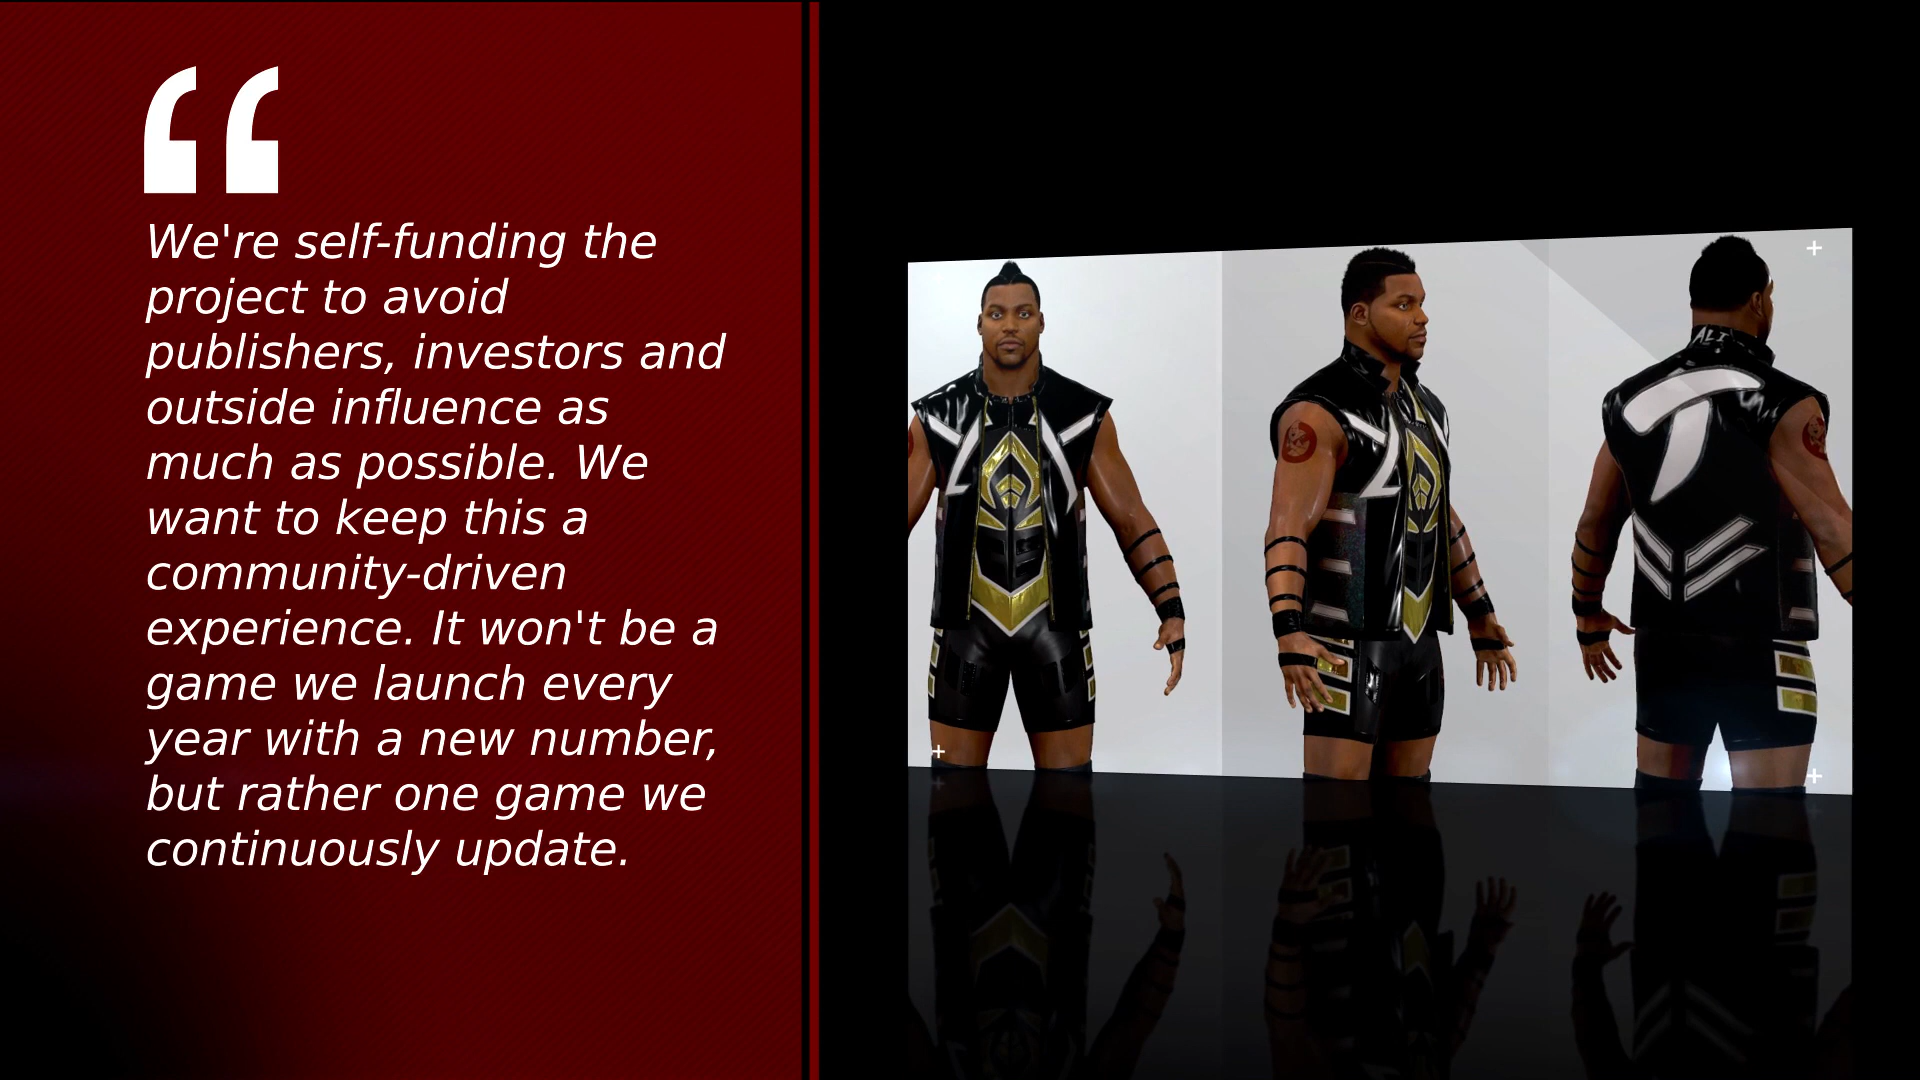 “
We're self-funding the
project to avoid
publishers, investors and
outside influence as
much as possible. We
want to keep this a
community-driven
experience. It won't be a
game we launch every
year with a new number,
but rather one game we
continuously update.
ALI